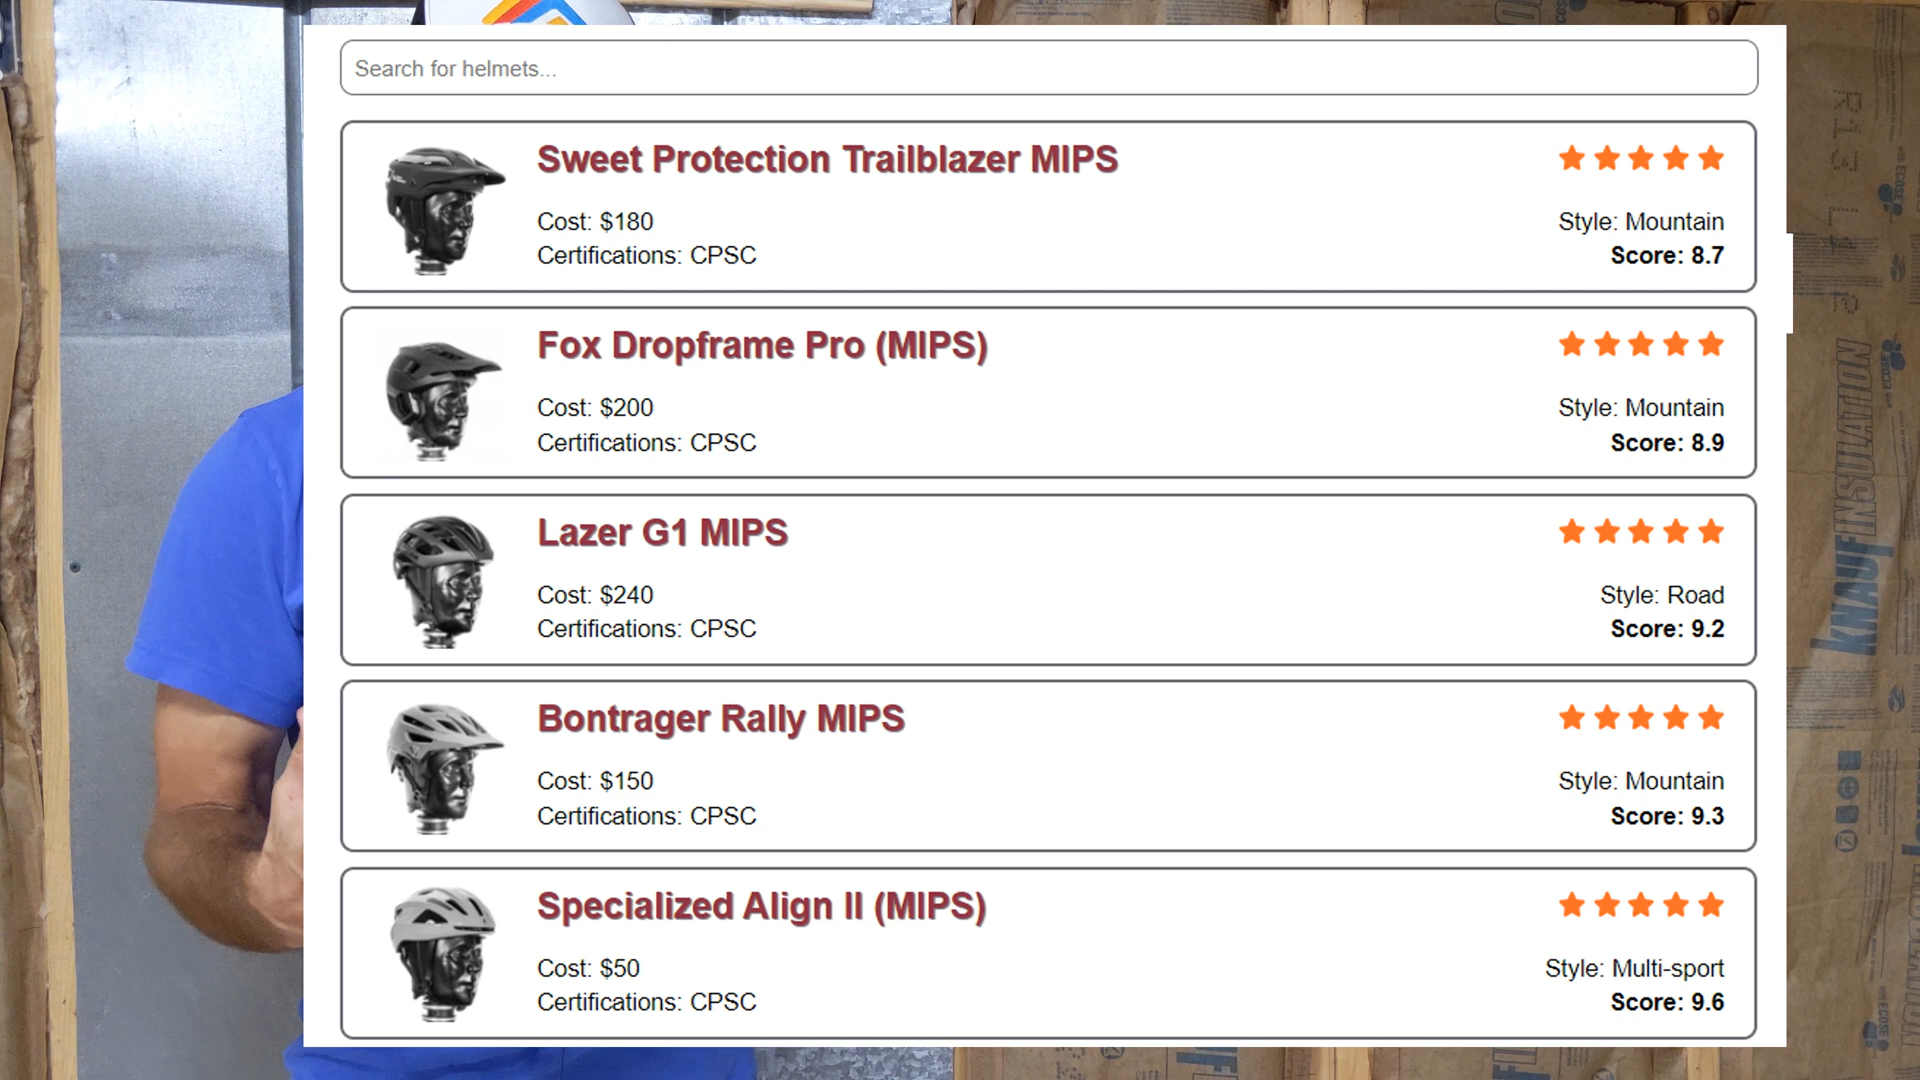 Search for helmets...
Sweet Protection Trailblazer MIPS
Cost: $180
Style: Mountain
Certifications: CPSC
Score: 8.7
Fox Dropframe Pro (MIPS)
Cost: $200
Style: Mountain
Certifications: CPSC
Score: 8.9
Lazer G1 MIPS
Cost: $240
Style: Road
Certifications: CPSC
Score: 9.2
Bontrager Rally MIPS
Cost: $150
Style: Mountain
Certifications: CPSC
Score: 9.3
Specialized Align II (MIPS)
Cost: $50
Style: Multi-sport
Certifications: CPSC
Score: 9.6
KNAUFINSULATION
with ECOSE